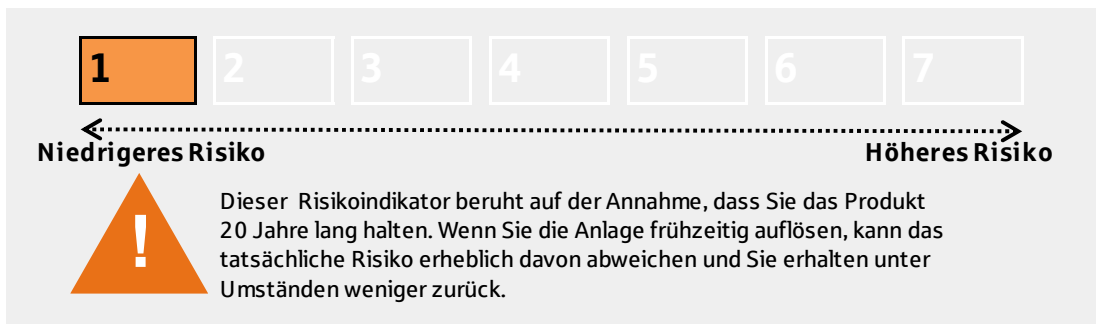 1 2 3 4 5 6 7
Niedrigeres Risiko Höheres Risiko
!
Dieser Risikoindikator beruht auf der Annahme, dass Sie das Produkt
20 Jahre lang halten. Wenn Sie die Anlage frühzeitig auflösen, kann das
tatsächliche Risiko erheblich davon abweichen und Sie erhalten unter
Umständen weniger zurück.